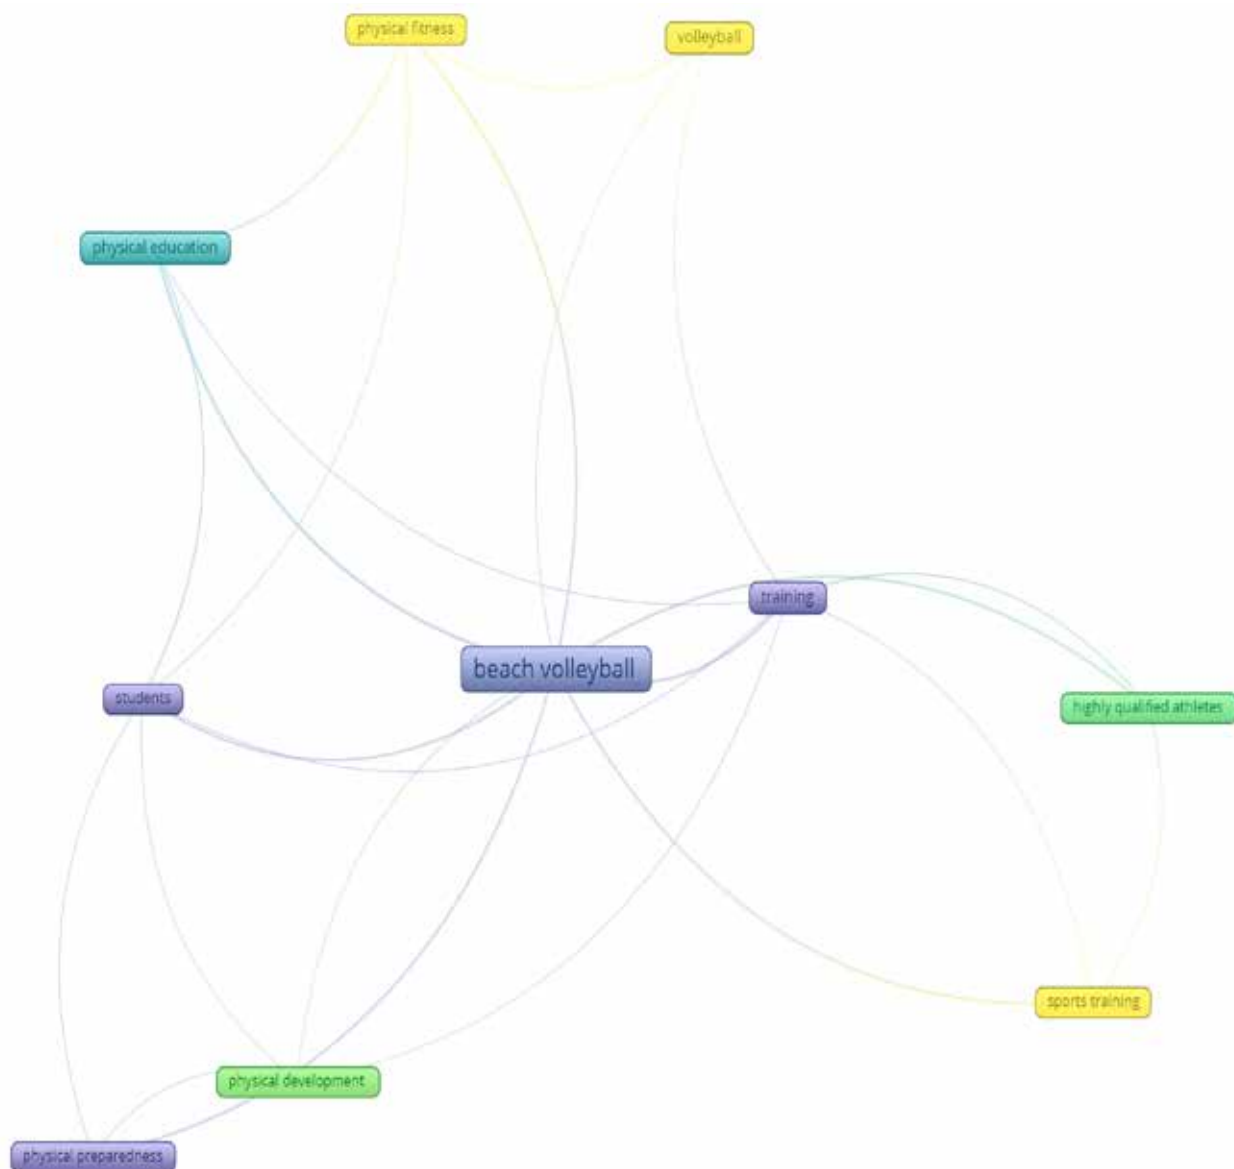 physical fitness
volleyball
physical education
training
beach volleyball
students
highly qualified athletes
sports training
physical development
physical preparedness